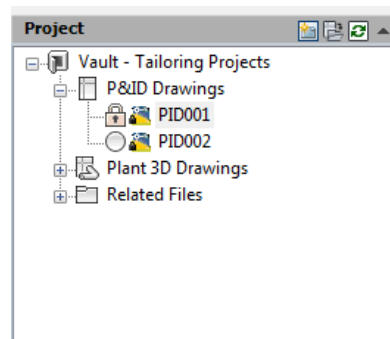 Project
Vault - Tailoring Projects
P&ID Drawings
PID001
PID002
Plant 3D Drawings
Related Files